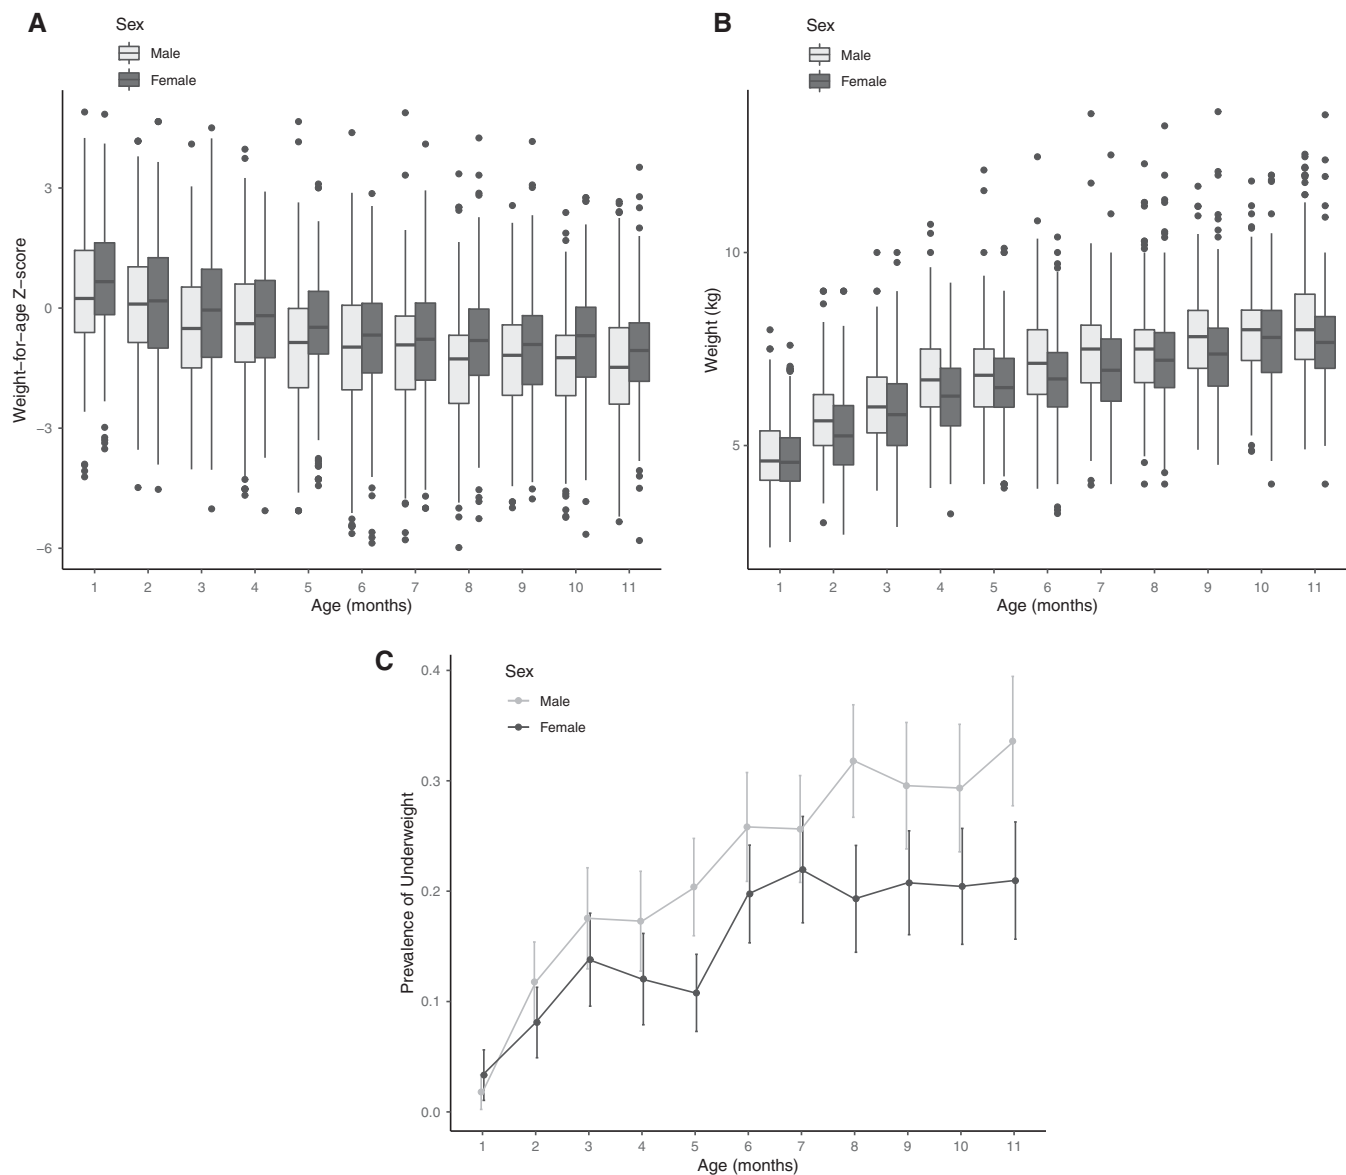 A
Sex
Male
Female
Weight−for−age Z−score
3
0
−3
−6
1 2 3 4 5 6 7 8 9 10 11
Age (months)
B
Sex
Male
Female
Weight (kg)
10
5
1 2 3 4 5 6 7 8 9 10 11
Age (months)
C
Sex
Male
Female
Prevalence of Underweight
0.4
0.3
0.2
0.1
0.0
1 2 3 4 5 6 7 8 9 10 11
Age (months)